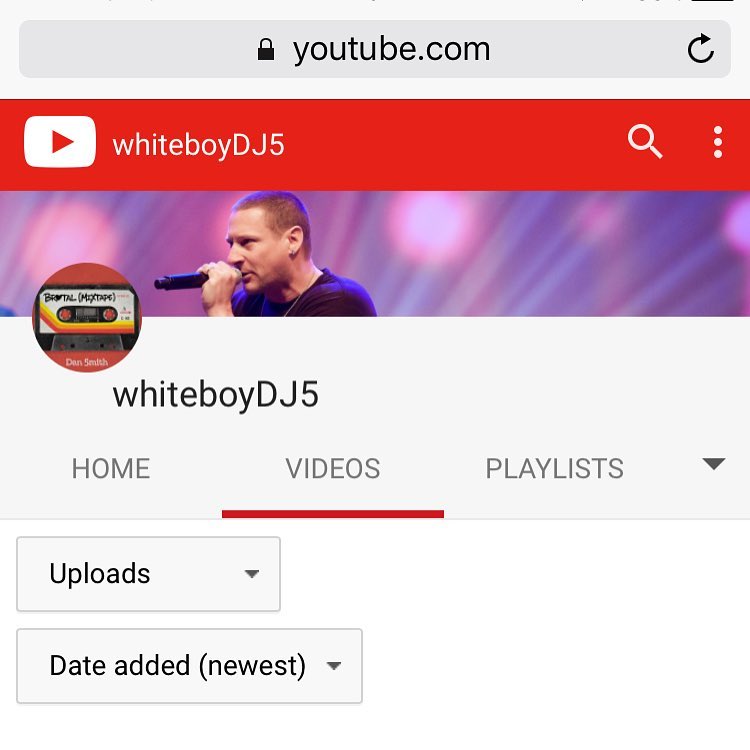 youtube.com
whiteboyDJ5
BRUTAL (MIXTAPE)
Dan Smith
whiteboyDJ5
HOME VIDEOS PLAYLISTS
Uploads
Date added (newest)